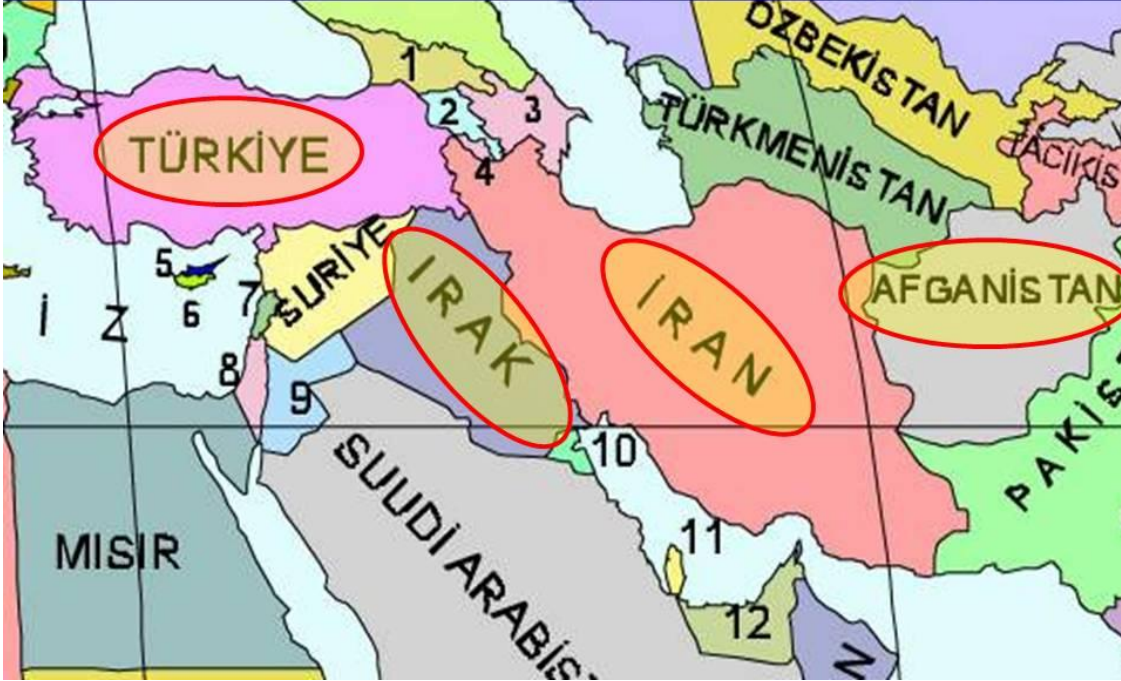 ÖZBEKİSTAN
1
2
3
TÜRKMENİSTAN
TÜRKİYE
TACİKİS
4
5
SURİYE
6
7
IRAK
İRAN
AFGANİSTAN
İ Z
8
9
PAKİS
10
SUUDİ ARABİS
MISIR
11
12
N